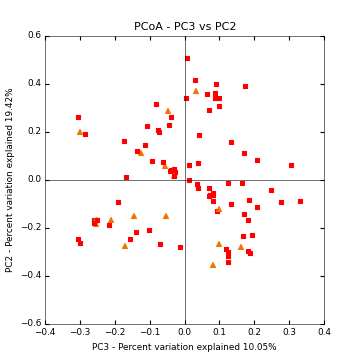 PCoA - PC3 vs PC2
0.6
0.4
0.2
0.0
−0.2
−0.4
−0.6
PC2 - Percent variation explained 19.42%
−0.4 −0.3 −0.2 −0.1 0.0 0.1 0.2 0.3 0.4
PC3 - Percent variation explained 10.05%